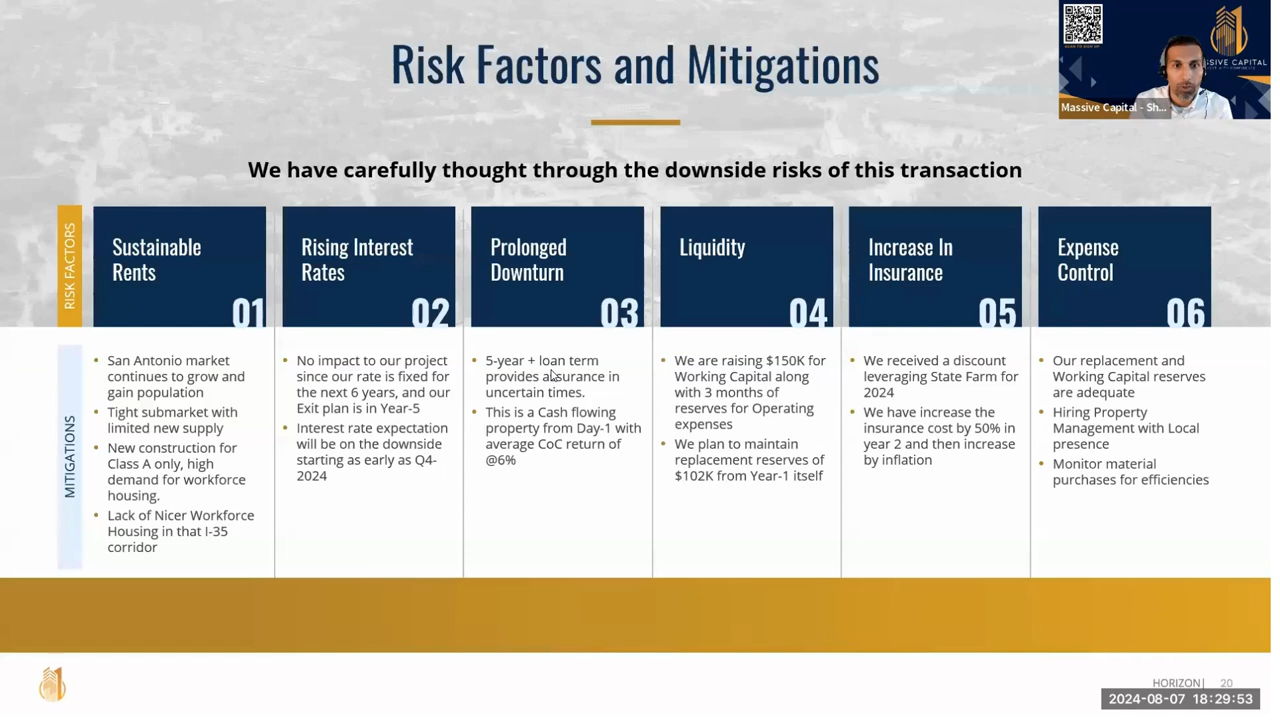 Risk Factors and Mitigations
SCAN TO SIGN UP
SSIVE CAPITAL
Massive Capital - Sh...
We have carefully thought through the downside risks of this transaction
RISK FACTORS
Sustainable
Rents
01
Rising Interest
Rates
02
Prolonged
Downturn
03
Liquidity
04
Increase In
Insurance
05
Expense
Control
06
MITIGATIONS
• San Antonio market
continues to grow and
gain population
• Tight submarket with
limited new supply
• New construction for
Class A only, high
demand for workforce
housing.
• Lack of Nicer Workforce
Housing in that I-35
corridor
• No impact to our project
since our rate is fixed for
the next 6 years, and our
Exit plan is in Year-5
• Interest rate expectation
will be on the downside
starting as early as Q4-
2024
• 5-year + loan term
provides assurance in
uncertain times.
• This is a Cash flowing
property from Day-1 with
average CoC return of
@6%
• We are raising $150K for
Working Capital along
with 3 months of
reserves for Operating
expenses
• We plan to maintain
replacement reserves of
$102K from Year-1 itself
• We received a discount
leveraging State Farm for
2024
• We have increase the
insurance cost by 50% in
year 2 and then increase
by inflation
• Our replacement and
Working Capital reserves
are adequate
• Hiring Property
Management with Local
presence
• Monitor material
purchases for efficiencies
HORIZON| 20
2024-08-07 18:29:53